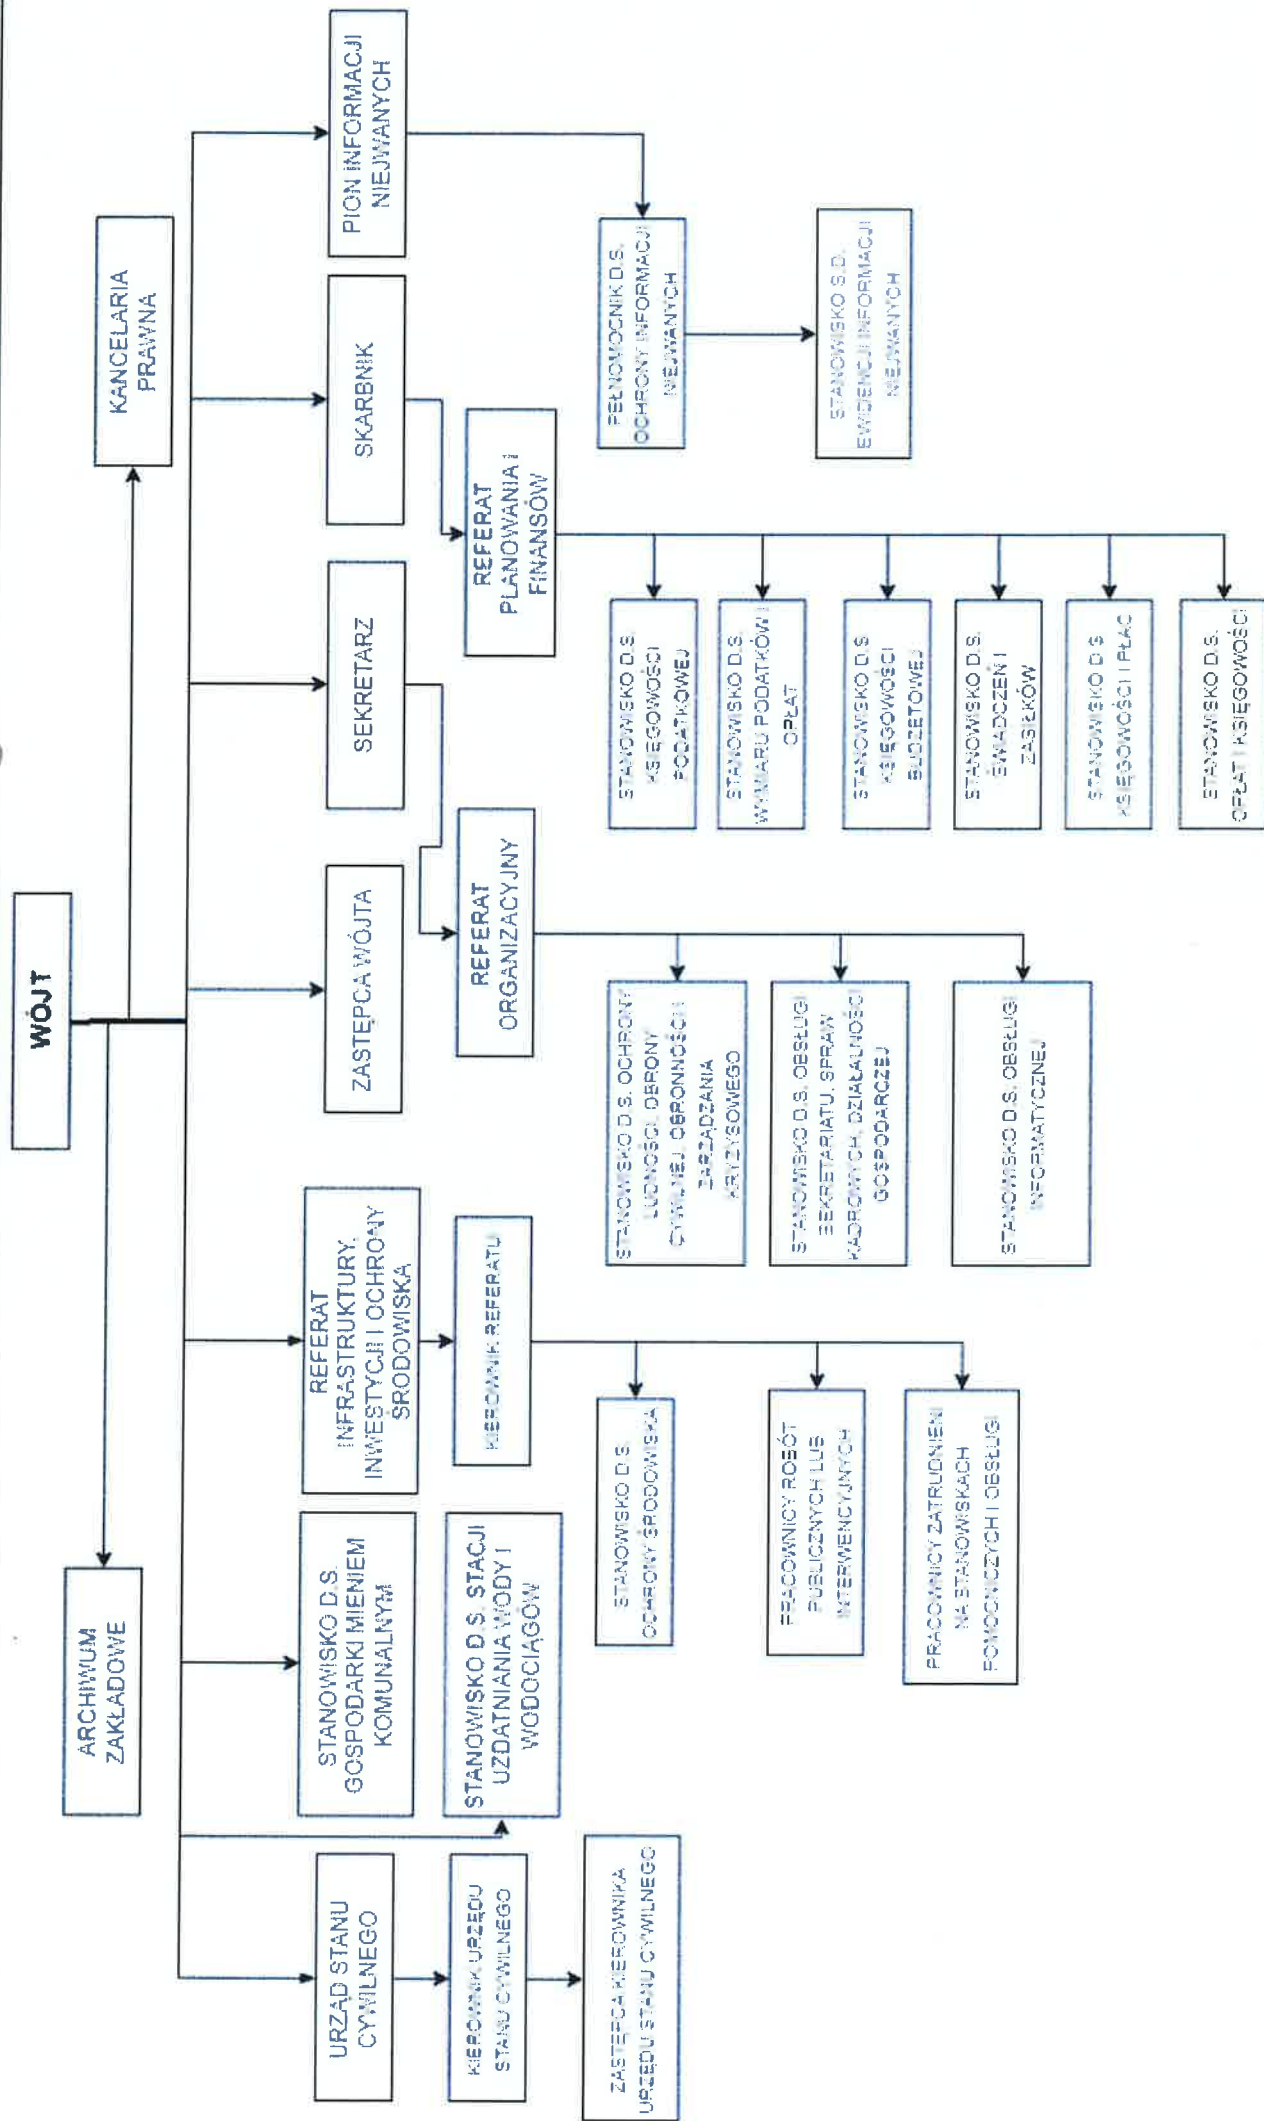 WÓJT
ARCHIWUM
ZAKŁADOWE
KANCELARIA
PRAWNA
URZĄD STANU
CYWILNEGO
KIEROWNIK URZĘDU
STANU CYWILNEGO
ZASTĘPCA KIEROWNIKA
URZĘDU STANU CYWILNEGO
STANOWISKO D.S.
GOSPODARKI MIENIEM
KOMUNALNYM
STANOWISKO D.S. STACJI
UZDATNIANIA WODY I
WODOCIĄGÓW
REFERAT
INFRASTRUKTURY,
INWESTYCJI I OCHRONY
ŚRODOWISKA
KIEROWNIK REFERATU
STANOWISKO D.S.
OCHRONY ŚRODOWISKA
PRACOWNICY ROBÓT
PUBLICZNYCH LUB
INTERWENCYJNYCH
PRACOWNICY ZATRUDNIENI
NA STANOWISKACH
POMOCNICZYCH I OBSŁUGI
ZASTĘPCA WÓJTA
SEKRETARZ
REFERAT
ORGANIZACYJNY
STANOWISKO D.S. OCHRONY
LUDNOŚCI, OBRONY
CYWILNEJ, OBRONNOŚCI I
ZARZĄDZANIA
KRYZYSOWEGO
STANOWISKO D.S. OBSŁUGI
SEKRETARIATU, SPRAW
KADROWYCH, DZIAŁALNOŚCI
GOSPODARCZEJ
STANOWISKO D.S. OBSŁUGI
INFORMATYCZNEJ
SKARBNIK
REFERAT
PLANOWANIA I
FINANSÓW
STANOWISKO D.S.
KSIĘGOWOŚCI
PODATKOWEJ
STANOWISKO D.S.
WYMIARU PODATKÓW I
OPŁAT
STANOWISKO D.S
KSIĘGOWOŚCI
BUDŻETOWEJ
STANOWISKO D.S.
ŚWIADCZEŃ I
ZASIŁKÓW
STANOWISKO D.S
KSIĘGOWOŚCI I PŁAC
STANOWISKO D.S.
OPŁAT I KSIĘGOWOŚCI
PION INFORMACJI
NIEJWANYCH
PEŁNOMOCNIK D.S.
OCHRONY INFORMACJI
NIEJWANYCH
STANOWISKO S.D.
EWIDENCJI INFORMACJI
NIEJWANYCH